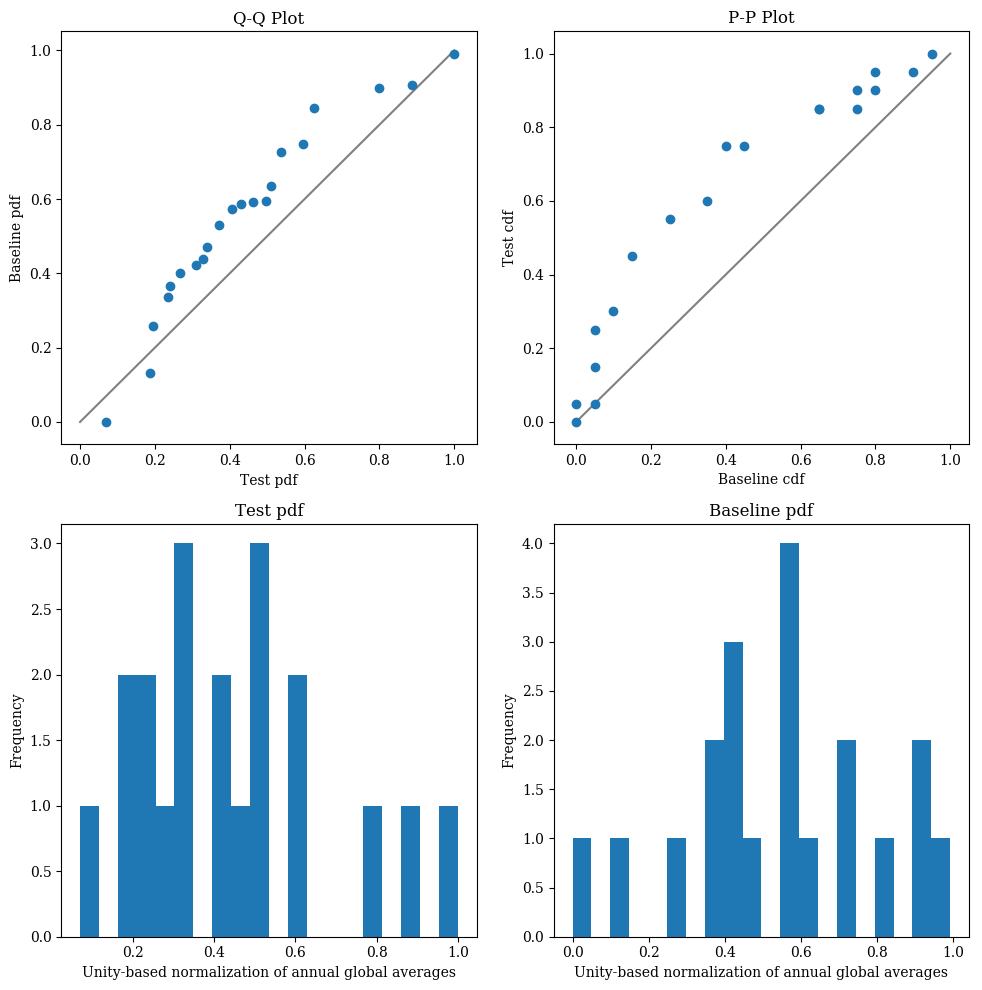 Q-Q Plot
1.0
0.8
0.6
0.4
0.2
0.0
Baseline pdf
0.0 0.2 0.4 0.6 0.8 1.0
Test pdf
P-P Plot
1.0
0.8
0.6
0.4
0.2
0.0
Test cdf
0.0 0.2 0.4 0.6 0.8 1.0
Baseline cdf
Test pdf
3.0
2.5
2.0
1.5
1.0
0.5
0.0
Frequency
0.2 0.4 0.6 0.8 1.0
Unity-based normalization of annual global averages
Baseline pdf
4.0
3.5
3.0
2.5
2.0
1.5
1.0
0.5
0.0
Frequency
0.0 0.2 0.4 0.6 0.8 1.0
Unity-based normalization of annual global averages